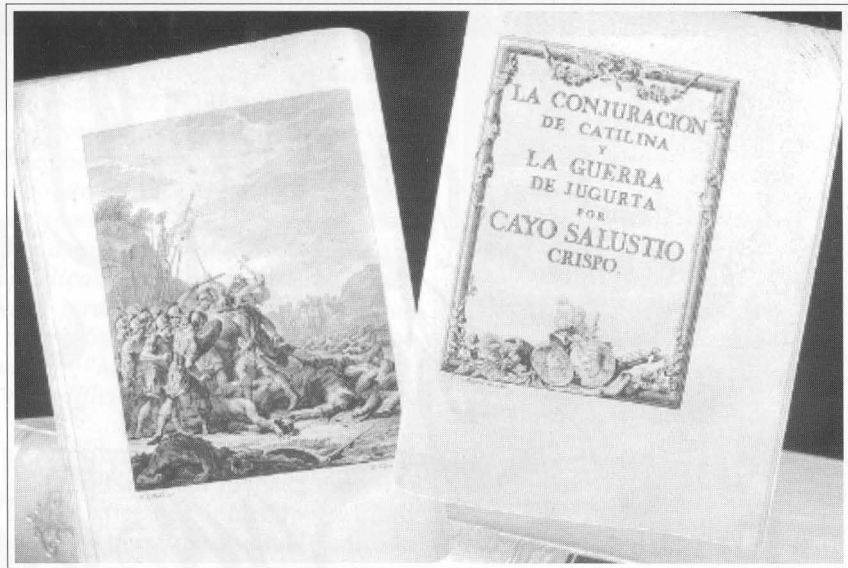 LA CONJURACION
DE CATILINA
Y
LA GUERRA
DE JUGURTA
POR
CAYO SALUSTIO
CRISPO.